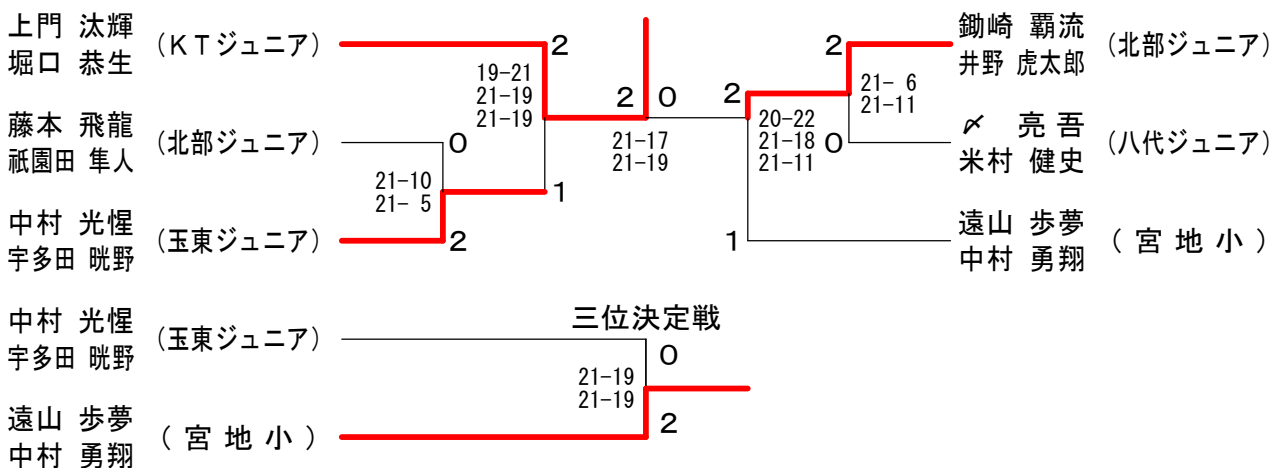 上門 汰輝
堀口 恭生
(KTジュニア)
2
19-21
21-19
21-19
藤本 飛龍
祇園田 隼人
(北部ジュニア)
0
21-10
21- 5
1
中村 光惺
宇多田 晄野
(玉東ジュニア)
2
2 0
21-17
21-19
鋤崎 覇流
井野 虎太郎
(北部ジュニア)
2
21- 6
21-11
2
20-22
21-18
21-11
0
〆 亮吾
米村 健史
(八代ジュニア)
1
遠山 歩夢
中村 勇翔
(宮地小)
三位決定戦
中村 光惺
宇多田 晄野
(玉東ジュニア)
0
21-19
21-19
遠山 歩夢
中村 勇翔
(宮地小)
2